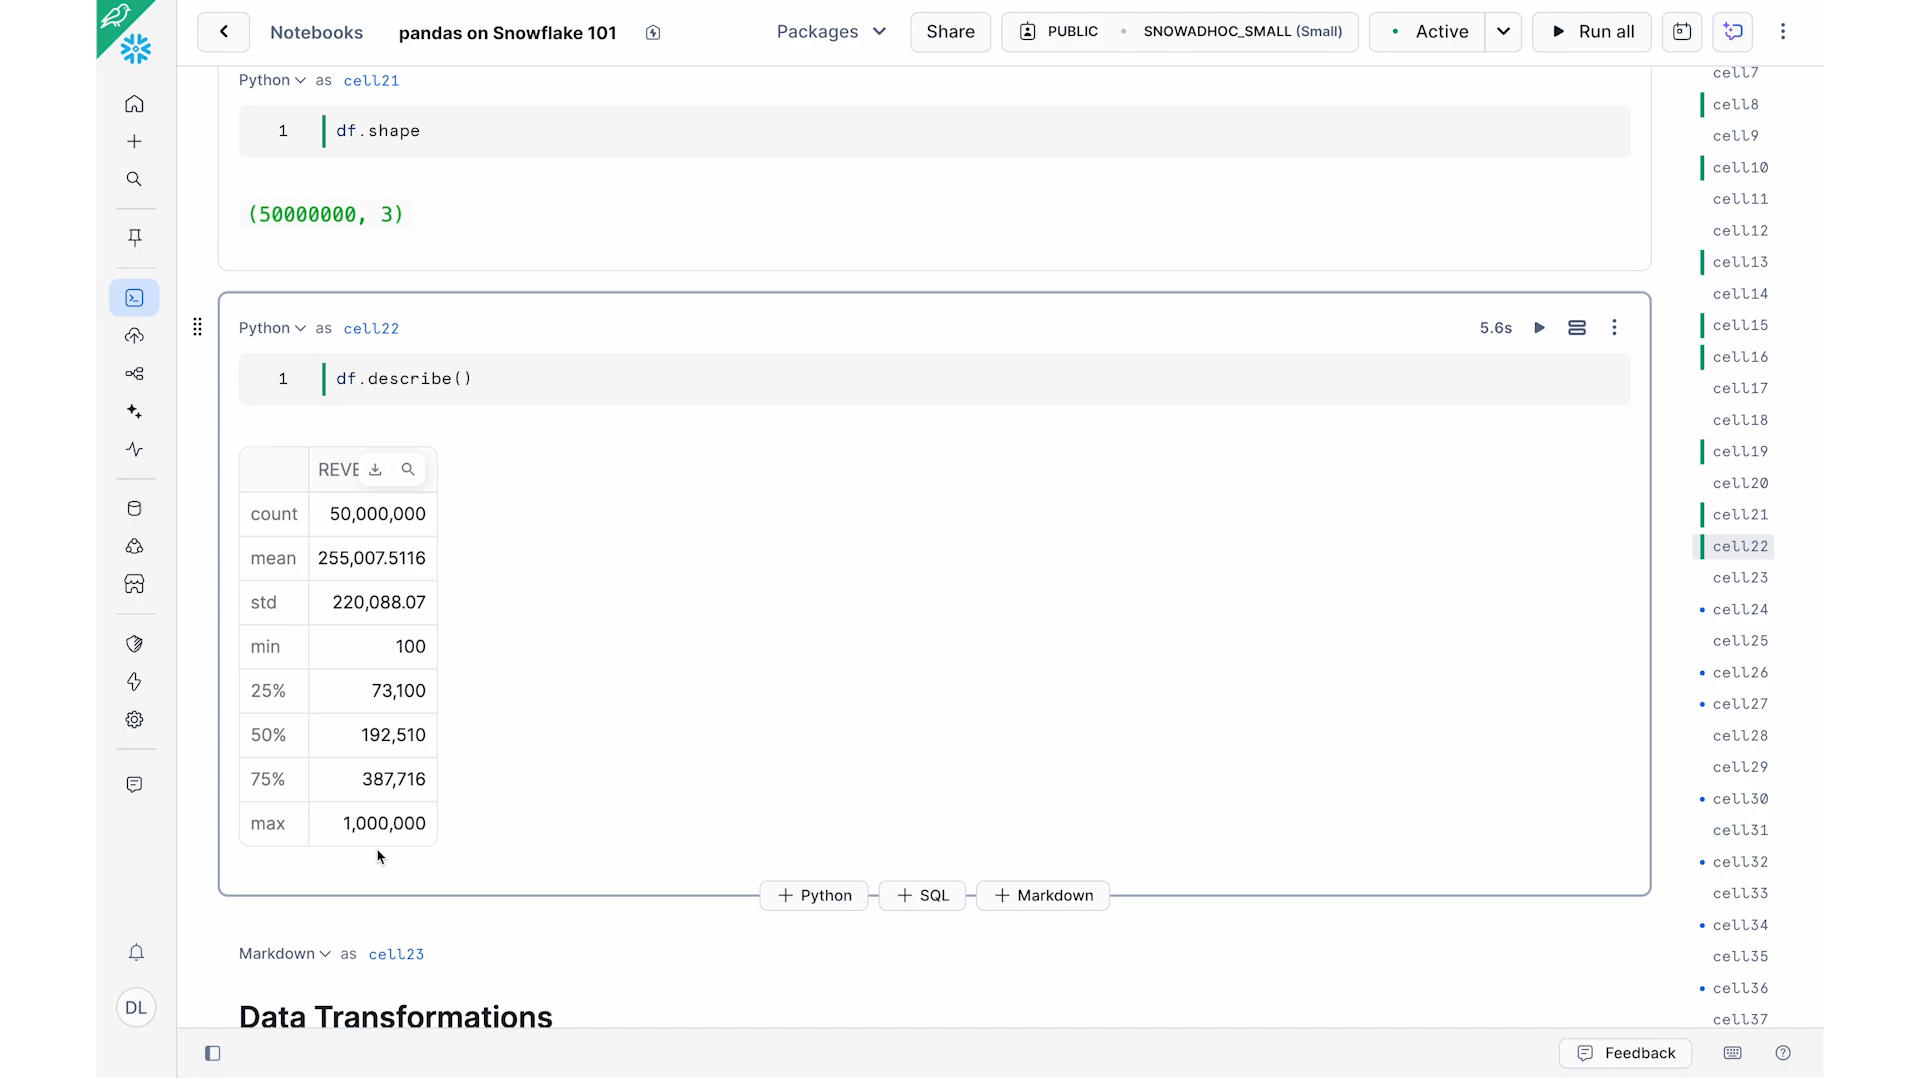 Notebooks
pandas on Snowflake 101
Packages
Share
PUBLIC • SNOWADHOC_SMALL (Small)
• Active
Run all
Python as cell21
1 df.shape
(50000000, 3)
Python as cell22
5.6s
1 df.describe()
REVE
count 50,000,000
mean 255,007.5116
std 220,088.07
min 100
25% 73,100
50% 192,510
75% 387,716
max 1,000,000
+ Python
+ SQL
+ Markdown
Markdown as cell23
Data Transformations
cell7
cell8
cell9
cell10
cell11
cell12
cell13
cell14
cell15
cell16
cell17
cell18
cell19
cell20
cell21
cell22
cell23
cell24
cell25
cell26
cell27
cell28
cell29
cell30
cell31
cell32
cell33
cell34
cell35
cell36
cell37
DL
Feedback